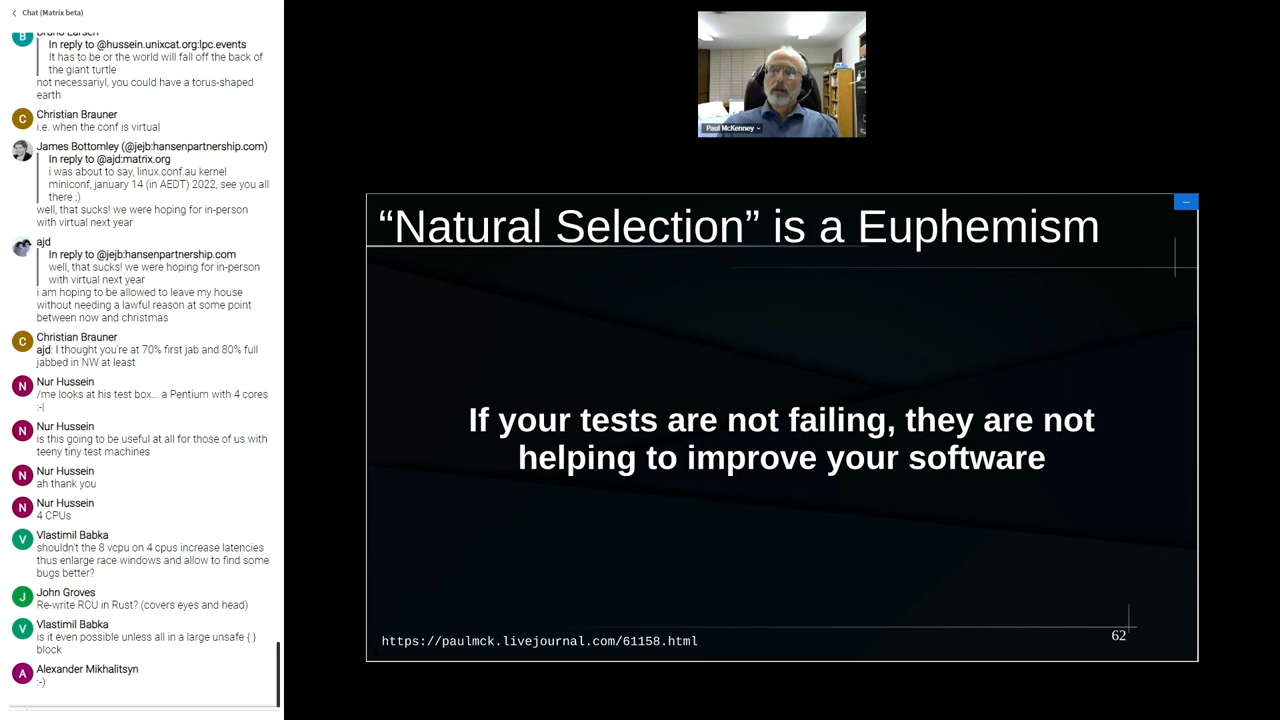 Chat (Matrix beta)
B
Bruno Larsen
In reply to @hussein.unixcat.org:lpc.events
It has to be or the world will fall off the back of
the giant turtle
not necessariyl, you could have a torus-shaped
earth
C
Christian Brauner
i.e. when the conf is virtual
James Bottomley (@jejb:hansenpartnership.com)
In reply to @ajd:matrix.org
i was about to say, linux.conf.au kernel
miniconf, january 14 (in AEDT) 2022, see you all
there ;)
well, that sucks! we were hoping for in-person
with virtual next year
ajd
In reply to @jejb:hansenpartnership.com
well, that sucks! we were hoping for in-person
with virtual next year
i am hoping to be allowed to leave my house
without needing a lawful reason at some point
between now and christmas
C
Christian Brauner
ajd: I thought you're at 70% first jab and 80% full
jabbed in NW at least
N
Nur Hussein
/me looks at his test box... a Pentium with 4 cores
:-|
N
Nur Hussein
is this going to be useful at all for those of us with
teeny tiny test machines
N
Nur Hussein
ah thank you
N
Nur Hussein
4 CPUs
V
Vlastimil Babka
shouldn't the 8 vcpu on 4 cpus increase latencies
thus enlarge race windows and allow to find some
bugs better?
J
John Groves
Re-write RCU in Rust? (covers eyes and head)
V
Vlastimil Babka
is it even possible unless all in a large unsafe { }
block
A
Alexander Mikhalitsyn
:-)
Paul McKenney
“Natural Selection” is a Euphemism
If your tests are not failing, they are not
helping to improve your software
https://paulmck.livejournal.com/61158.html
62